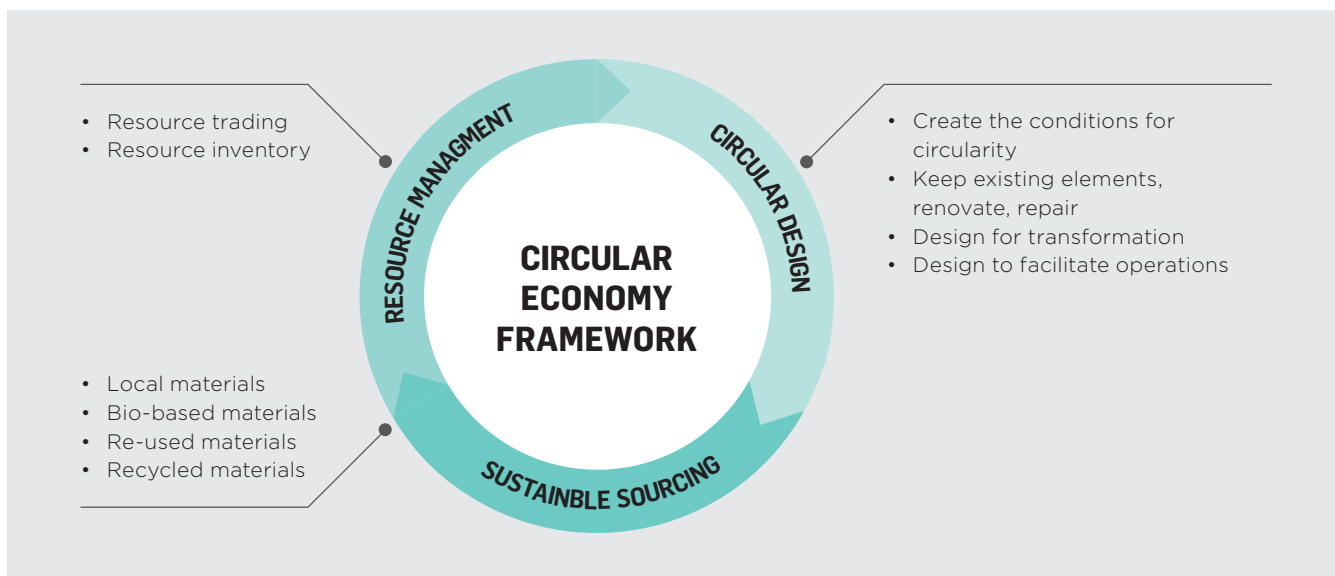 • Resource trading
• Resource inventory
RESOURCE MANAGMENT
CIRCULAR DESIGN
• Create the conditions for
circularity
• Keep existing elements,
renovate, repair
• Design for transformation
• Design to facilitate operations
CIRCULAR
ECONOMY
FRAMEWORK
• Local materials
• Bio-based materials
• Re-used materials
• Recycled materials
SUSTAINBLE SOURCING